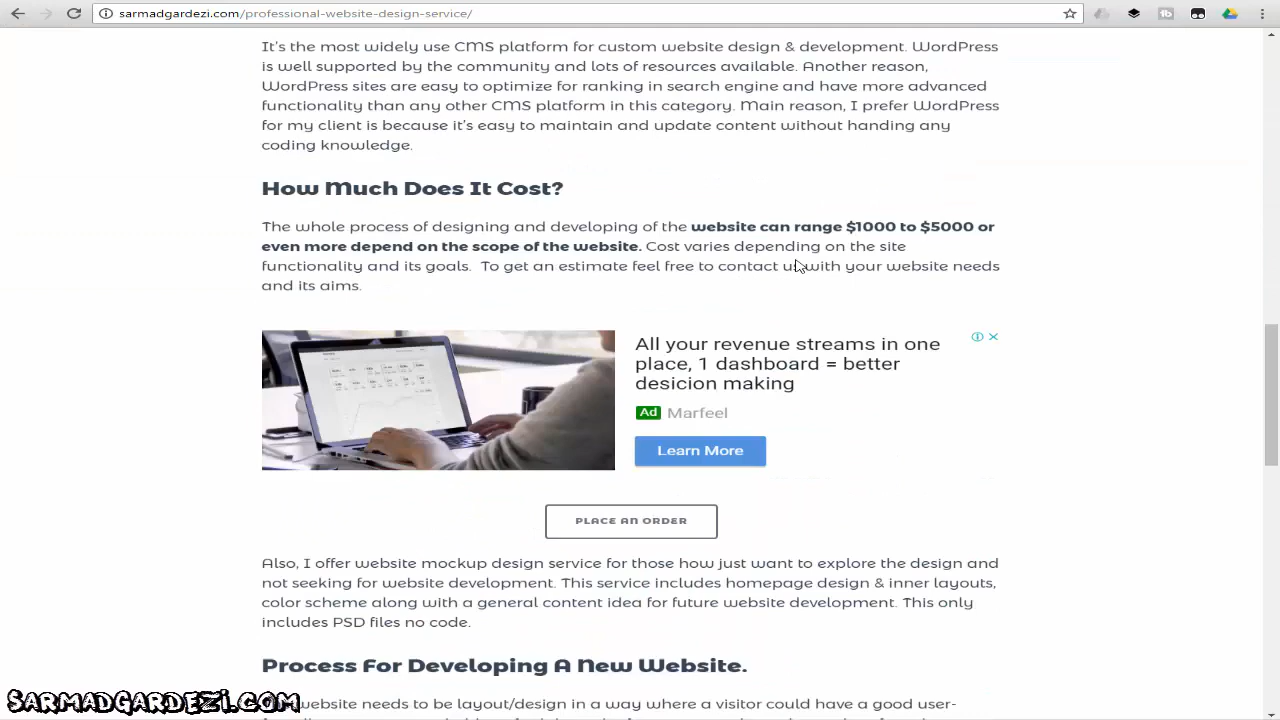 sarmadgardezi.com/professional-website-design-service/
It's the most widely use CMS platform for custom website design & development. WordPress
is well supported by the community and lots of resources available. Another reason,
WordPress sites are easy to optimize for ranking in search engine and have more advanced
functionality than any other CMS platform in this category. Main reason, I prefer WordPress
for my client is because it's easy to maintain and update content without handing any
coding knowledge.
How Much Does It Cost?
The whole process of designing and developing of the website can range $1000 to $5000 or
even more depend on the scope of the website. Cost varies depending on the site
functionality and its goals. To get an estimate feel free to contact us with your website needs
and its aims.
All your revenue streams in one
place, 1 dashboard = better
desicion making
Ad Marfeel
Learn More
PLACE AN ORDER
Also, I offer website mockup design service for those how just want to explore the design and
not seeking for website development. This service includes homepage design & inner layouts,
color scheme along with a general content idea for future website development. This only
includes PSD files no code.
Process For Developing A New Website.
website needs to be layout/design in a way where a visitor could have a good user-
SARMADGARDEZI.COM